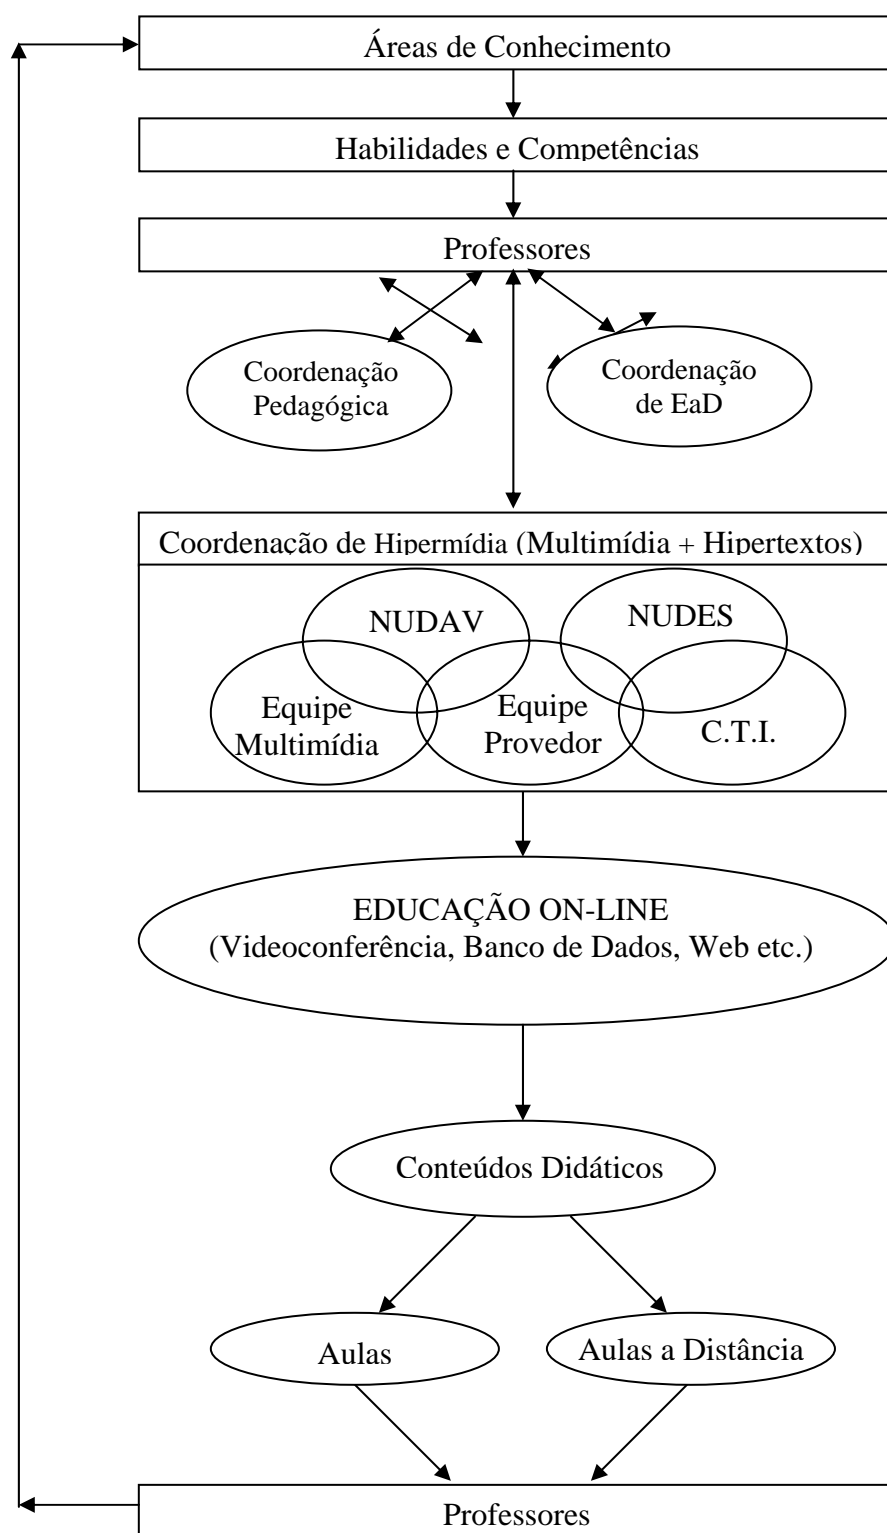 Áreas de Conhecimento
Habilidades e Competências
Professores
Coordenação
Pedagógica
Coordenação
de EaD
Coordenação de Hipermídia (Multimídia + Hipertextos)
NUDAV
NUDES
Equipe
Multimídia
Equipe
Provedor
C.T.I.
EDUCAÇÃO ON-LINE
(Videoconferência, Banco de Dados, Web etc.)
Conteúdos Didáticos
Aulas
Aulas a Distância
Professores